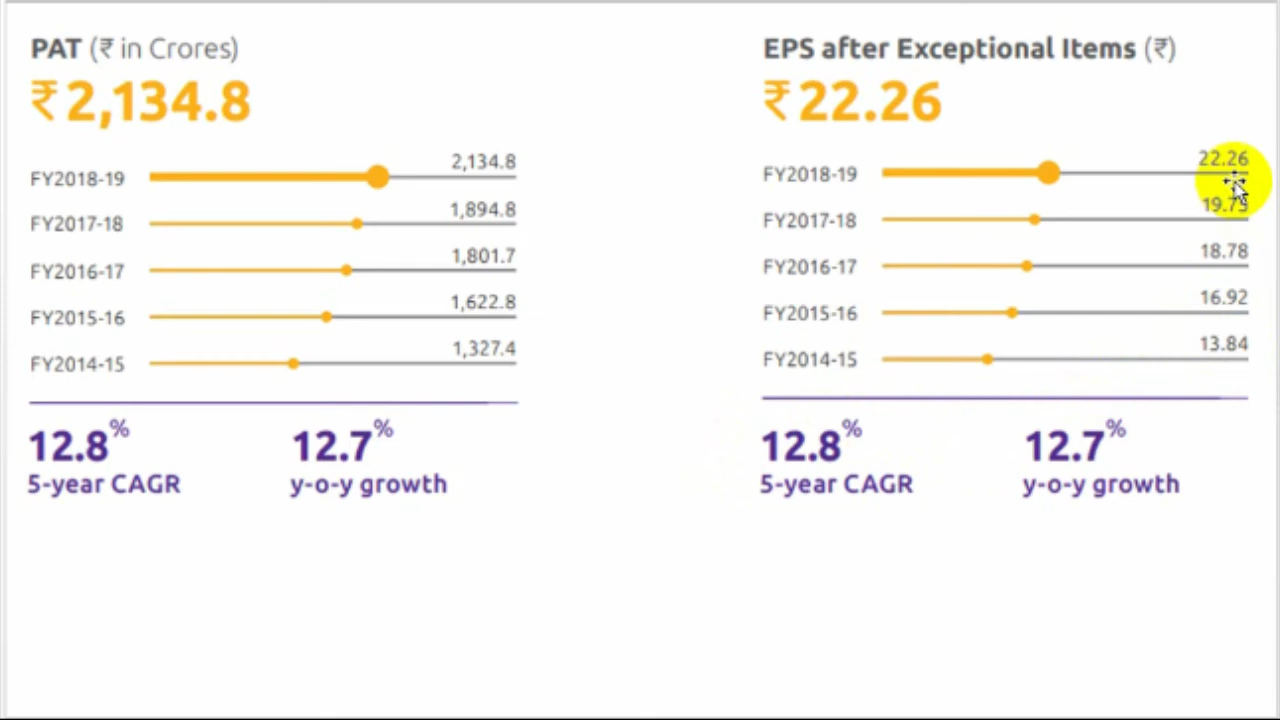 PAT (₹ in Crores)
₹2,134.8
FY2018-19 2,134.8
FY2017-18 1,894.8
FY2016-17 1,801.7
FY2015-16 1,622.8
FY2014-15 1,327.4
12.8% 12.7%
5-year CAGR y-o-y growth
EPS after Exceptional Items (₹)
₹22.26
FY2018-19 22.26
FY2017-18
FY2016-17 18.78
FY2015-16 16.92
FY2014-15 13.84
12.8% 12.7%
5-year CAGR y-o-y growth